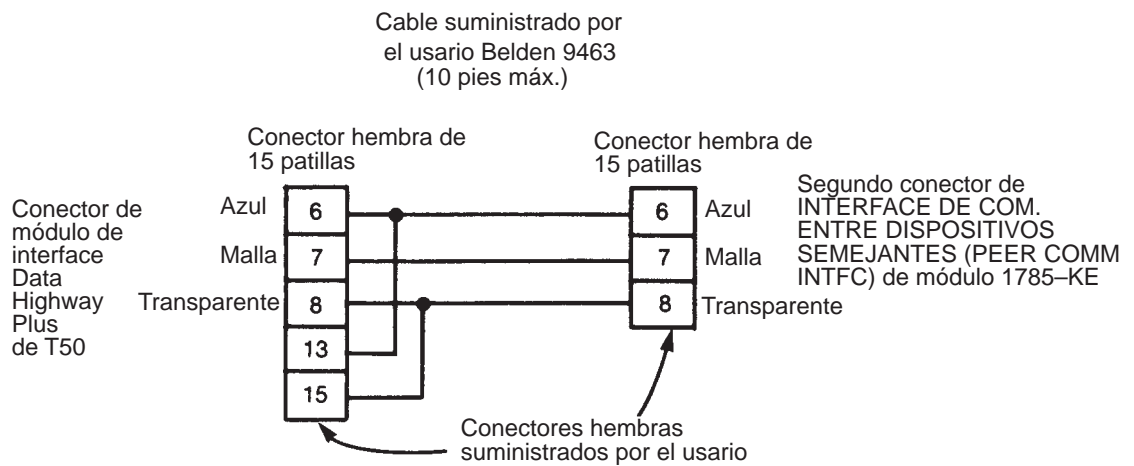 Cable suministrado por
el usario Belden 9463
(10 pies máx.)
Conector hembra de
15 patillas
Conector hembra de
15 patillas
Conector de
módulo de
interface
Data
Highway
Plus
de T50
Azul
Malla
Transparente
6
7
8
13
15
6
7
8
Azul
Malla
Transparente
Segundo conector de
INTERFACE DE COM.
ENTRE DISPOSITIVOS
SEMEJANTES (PEER COMM
INTFC) de módulo 1785–KE
Conectores hembras
suministrados por el usario